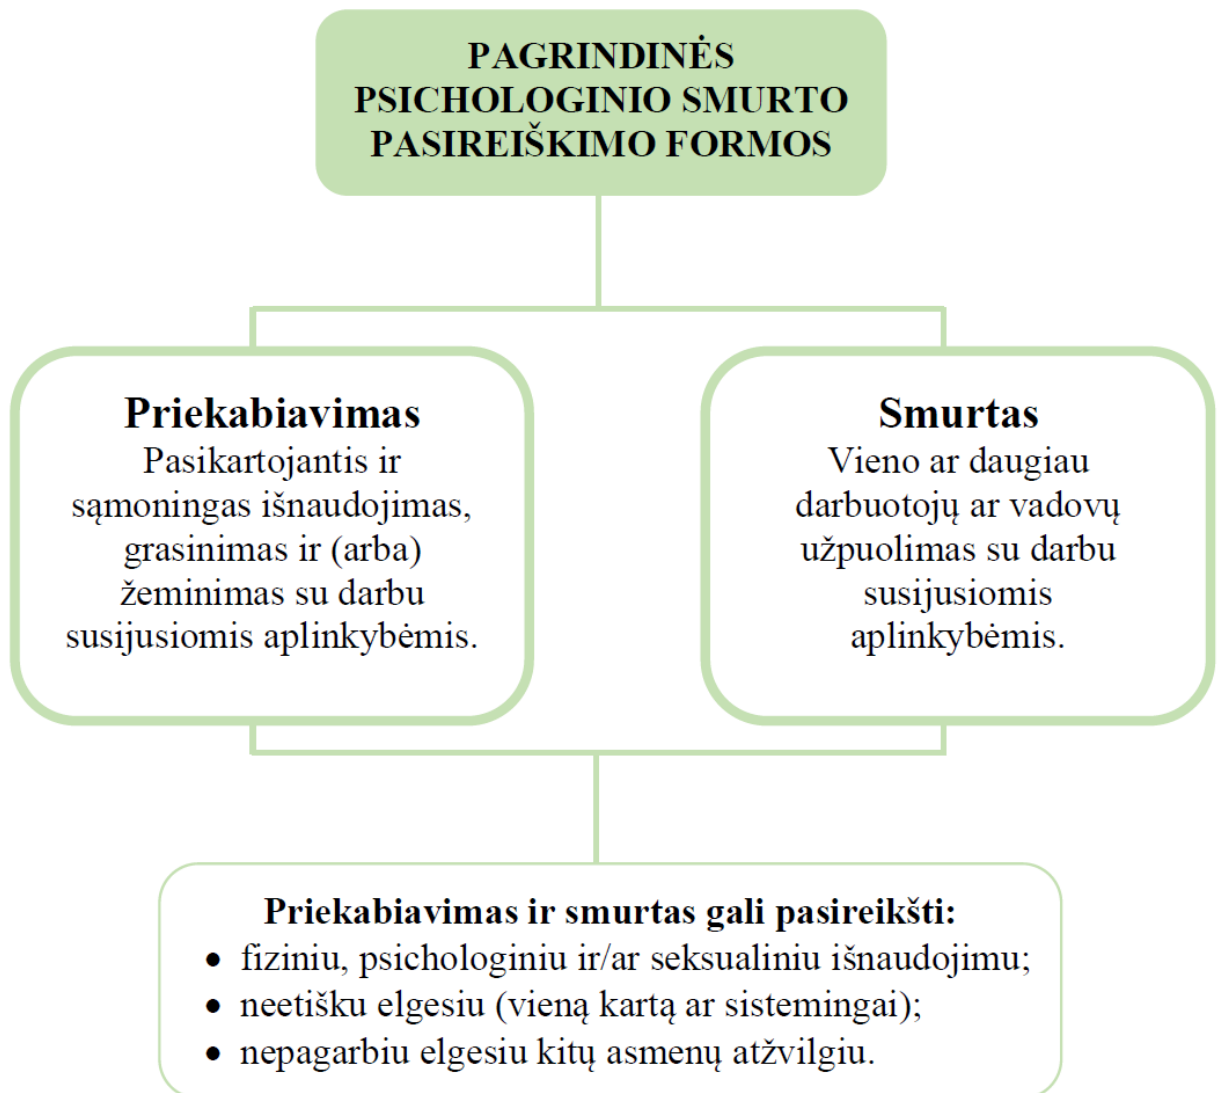 PAGRINDINĖS
PSICHOLOGINIO SMURTO
PASIREIŠKIMO FORMOS
Priekabiavimas
Pasikartojantis ir
sąmoningas išnaudojimas,
grasinimas ir (arba)
žeminimas su darbu
susijusiomis aplinkybėmis.
Smurtas
Vieno ar daugiau
darbuotojų ar vadovų
užpuolimas su darbu
susijusiomis
aplinkybėmis.
Priekabiavimas ir smurtas gali pasireikšti:
• fiziniu, psichologiniu ir/ar seksualiniu išnaudojimu;
• neetišku elgesiu (vieną kartą ar sistemingai);
• nepagarbiu elgesiu kitų asmenų atžvilgiu.